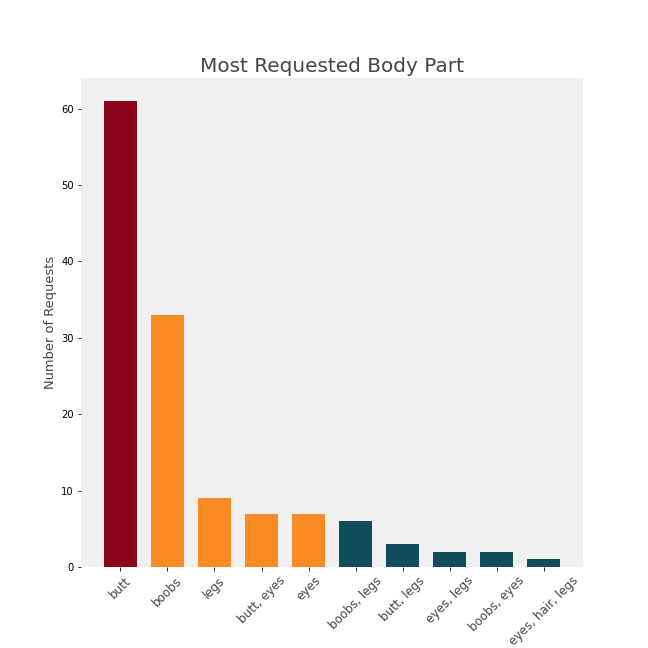 Most Requested Body Part
Number of Requests
60
50
40
30
20
10
0
butt
boobs
legs
butt, eyes
eyes
boobs, legs
butt, legs
eyes, legs
boobs, eyes
eyes, hair, legs